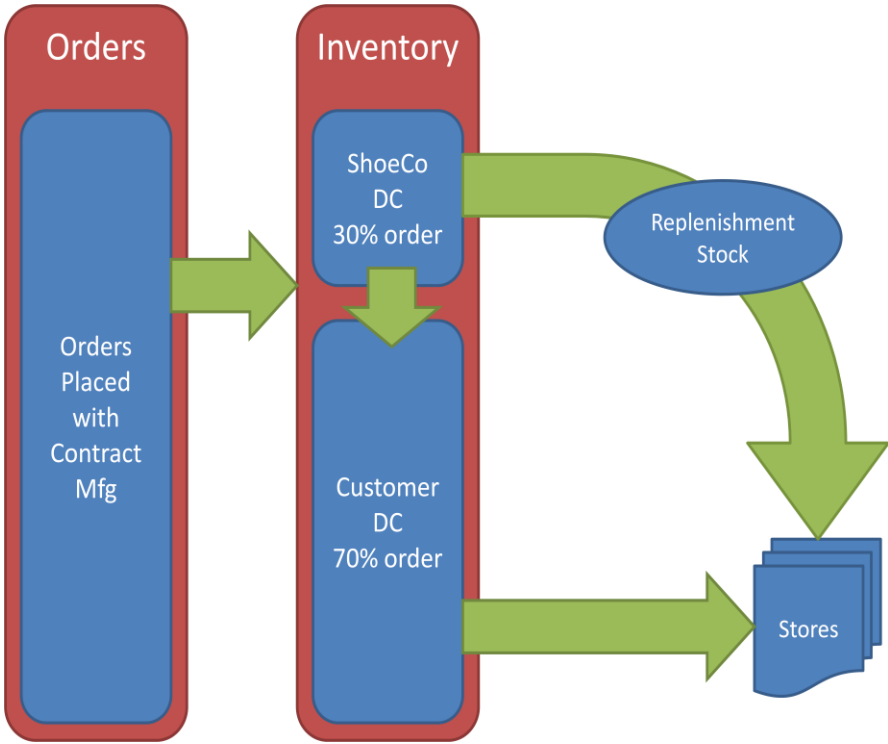 Orders
Orders
Placed
with
Contract
Mfg
Inventory
ShoeCo
DC
30% order
Customer
DC
70% order
Replenishment
Stock
Stores